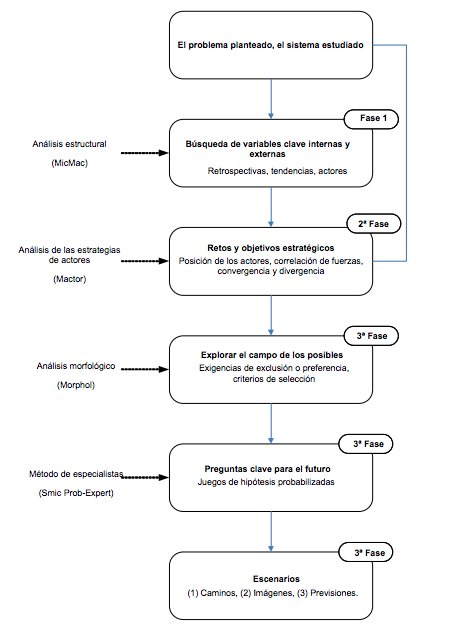 El problema planteado, el sistema estudiado
Fase 1
Búsqueda de variables clave internas y
externas
Retrospectivas, tendencias, actores
Análisis estructural
(MicMac)
2ª Fase
Retos y objetivos estratégicos
Posición de los actores, correlación de fuerzas,
convergencia y divergencia
Análisis de las estrategias
de actores
(Mactor)
3ª Fase
Explorar el campo de los posibles
Exigencias de exclusión o preferencia,
criterios de selección
Análisis morfológico
(Morphol)
3ª Fase
Preguntas clave para el futuro
Juegos de hipótesis probabilizadas
Método de especialistas
(Smic Prob-Expert)
3ª Fase
Escenarios
(1) Caminos, (2) Imágenes, (3) Previsiones.